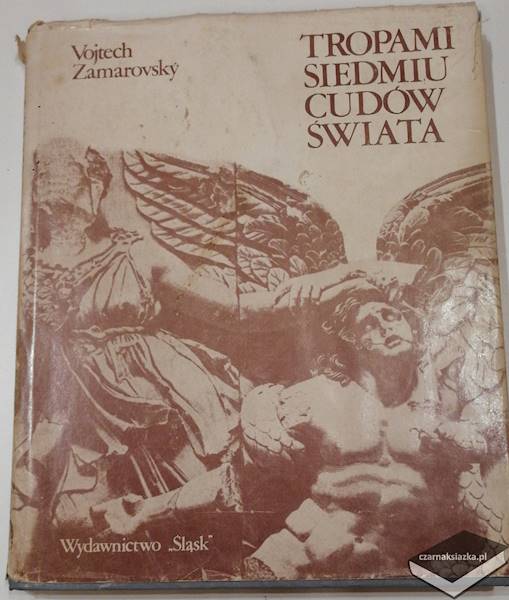 Vojtech
Zamarovský
TROPAMI
SIEDMIU
CUDÓW
ŚWIATA
Wydawnictwo „Śląsk”
czarnaksiazka.pl